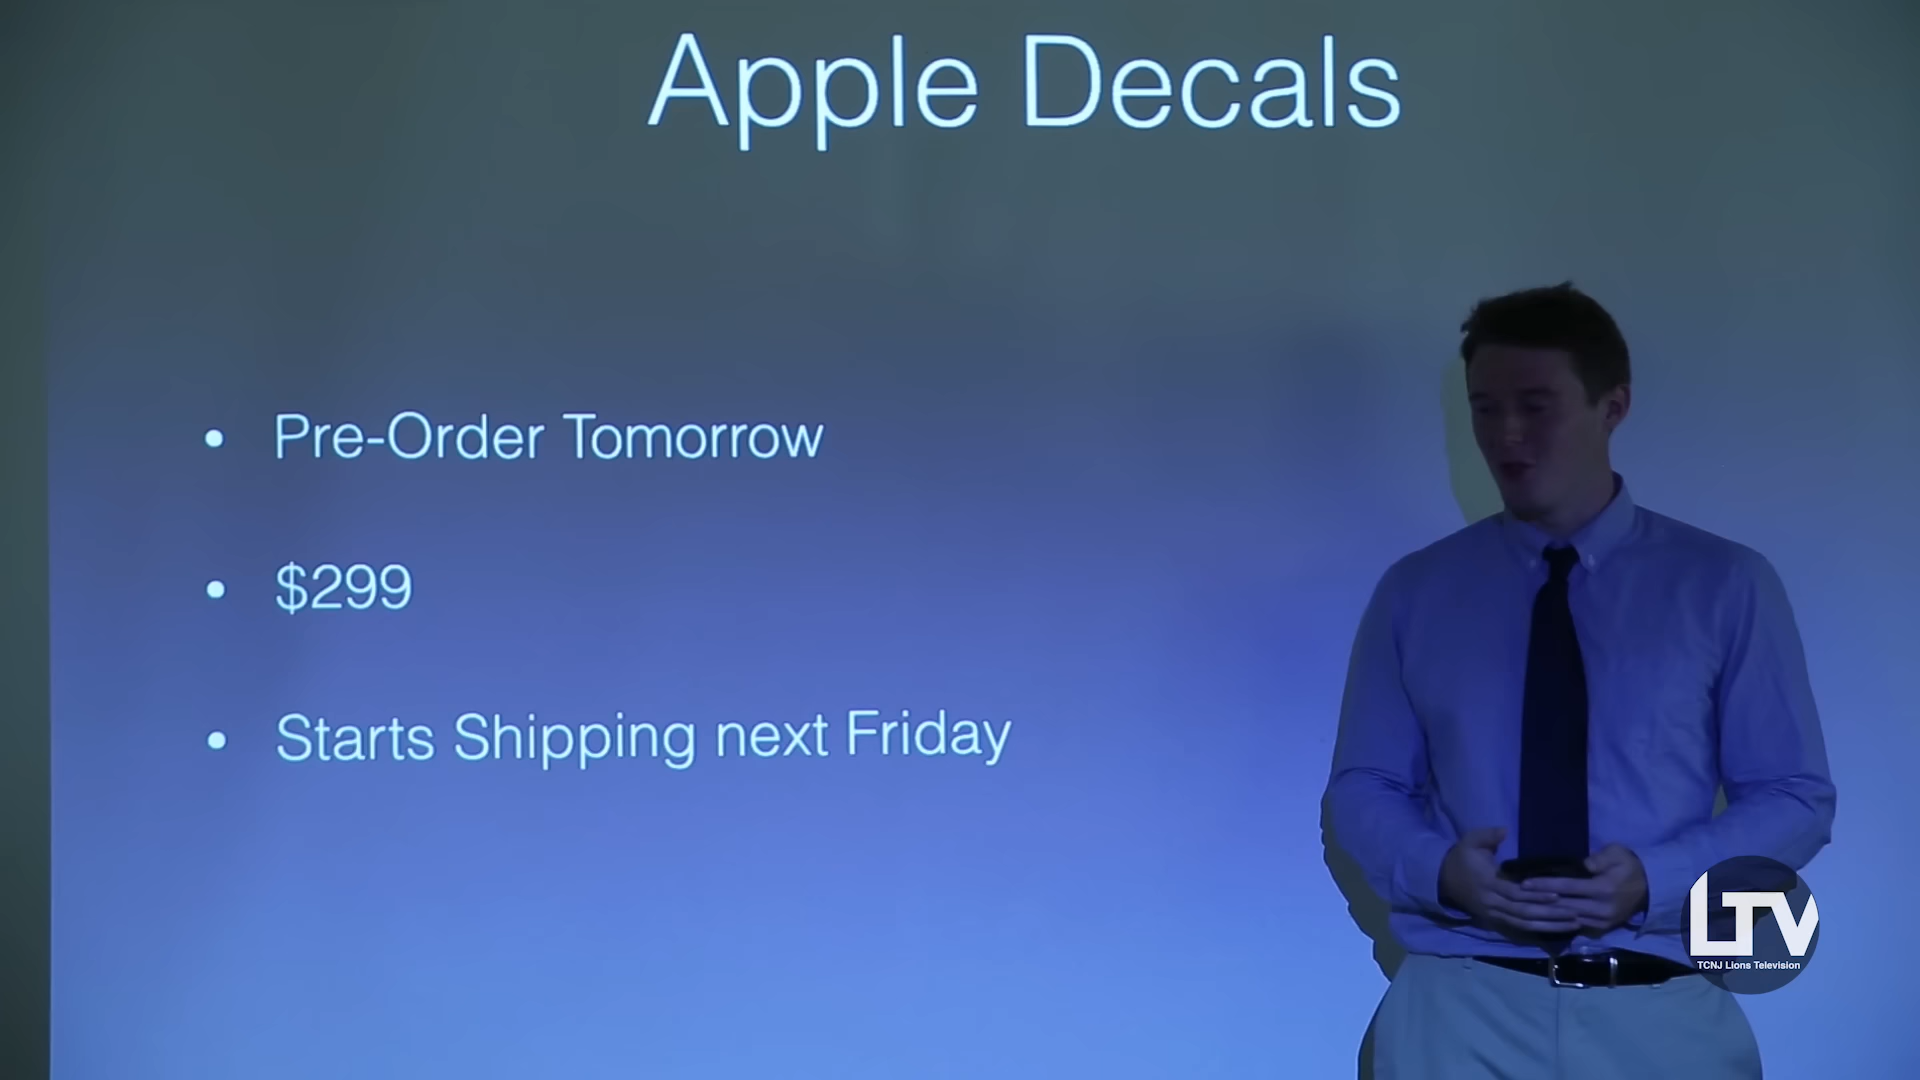 Apple Decals
• Pre-Order Tomorrow
• $299
• Starts Shipping next Friday
LTV
TCNJ Lions Television